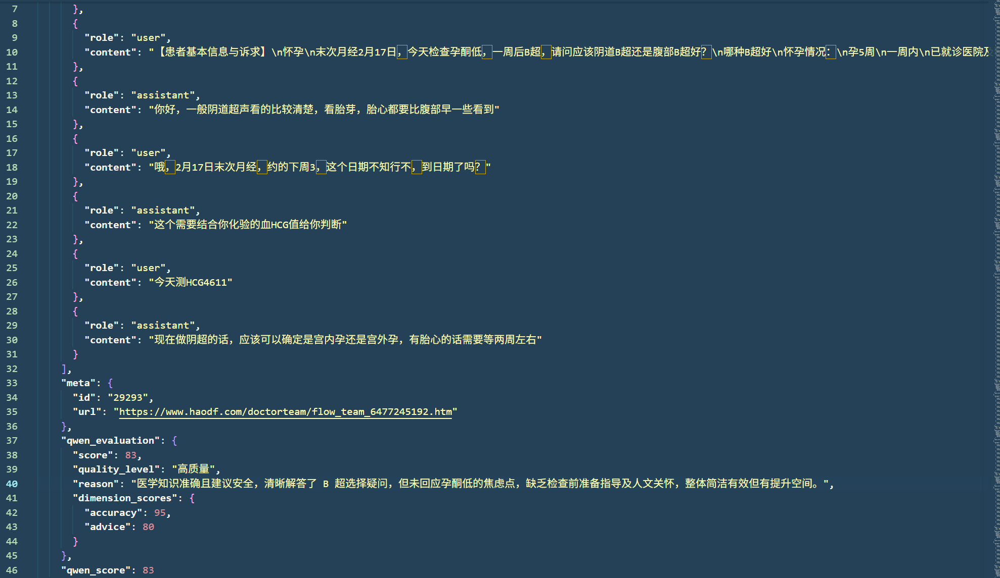 7 },
8 {
9 "role": "user",
10 "content": "【患者基本信息与诉求】\n怀孕\n末次月经2月17日，今天检查孕酮低，一周后B超，请问应该阴道B超还是腹部B超好？\n哪种B超好\n怀孕情况：\n孕5周\n一周内\n已就诊医院及
11 },
12 {
13 "role": "assistant",
14 "content": "你好，一般阴道超声看的比较清楚，看胎芽，胎心都要比腹部早一些看到"
15 },
16 {
17 "role": "user",
18 "content": "哦，2月17日末次月经，约的下周3，这个日期不知行不，到日期了吗？"
19 },
20 {
21 "role": "assistant",
22 "content": "这个需要结合你化验的血HCG值给你判断"
23 },
24 {
25 "role": "user",
26 "content": "今天测HCG4611"
27 },
28 {
29 "role": "assistant",
30 "content": "现在做阴超的话，应该可以确定是宫内孕还是宫外孕，有胎心的话需要等两周左右"
31 }
32 ],
33 "meta": {
34 "id": "29293",
35 "url": "https://www.haodf.com/doctorteam/flow_team_6477245192.htm"
36 },
37 "qwen_evaluation": {
38 "score": 83,
39 "quality_level": "高质量",
40 "reason": "医学知识准确且建议安全，清晰解答了 B 超选择疑问，但未回应孕酮低的焦虑点，缺乏检查前准备指导及人文关怀，整体简洁有效但有提升空间。",
41 "dimension_scores": {
42 "accuracy": 95,
43 "advice": 80
44 }
45 },
46 "qwen_score": 83